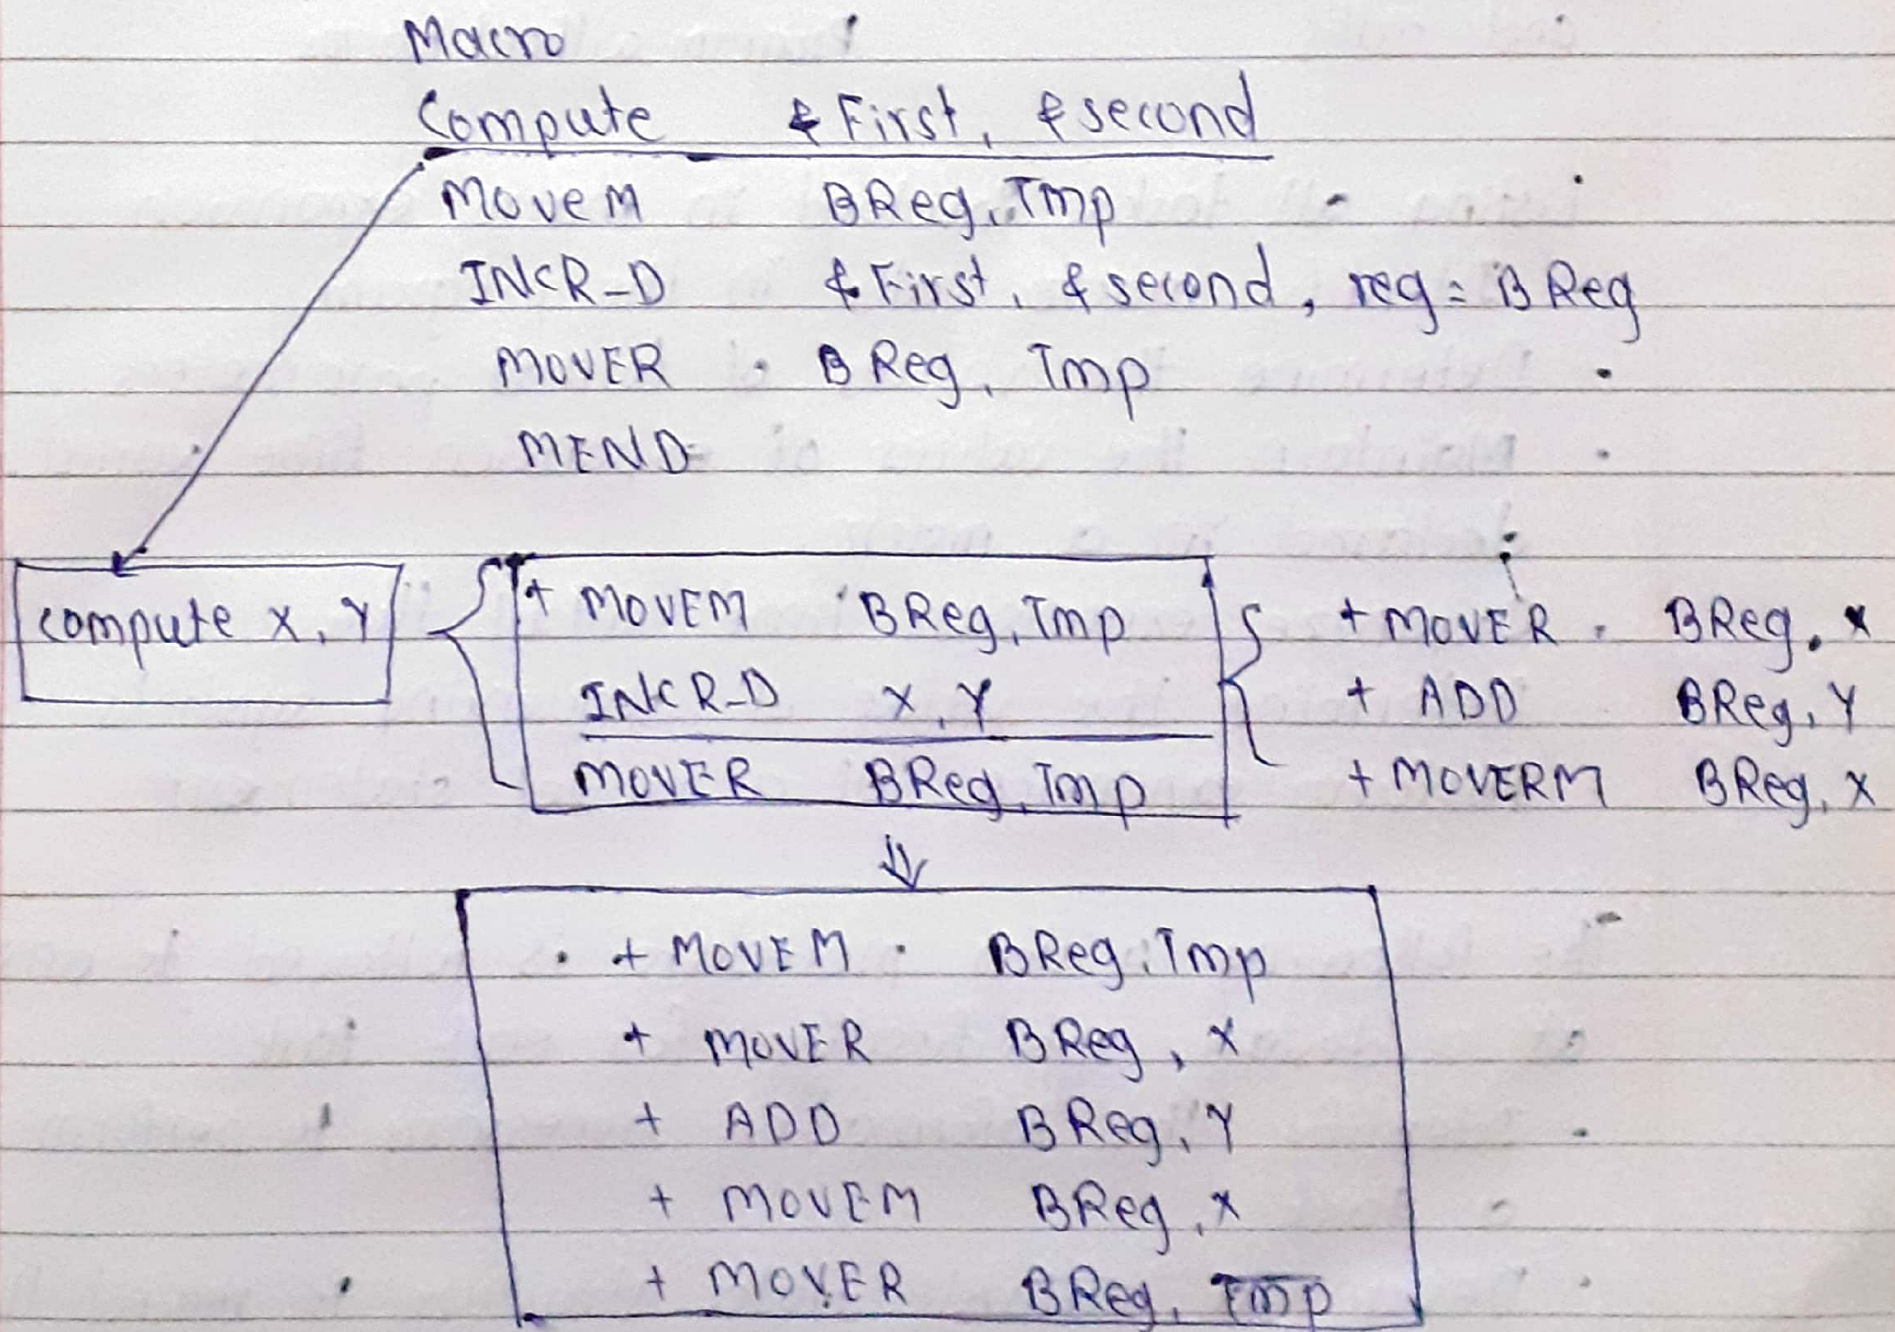 Macro
Compute &First, &second
Movem BReg, Tmp
INCR_D &First, &second, reg = BReg
MOVER BReg, Tmp
MEND
compute X, Y
+ MOVEM BReg, Tmp
INCR_D X, Y
MOVER BReg, Tmp
+ MOVER BReg, X
+ ADD BReg, Y
+ MOVERM BReg, X
+ MOVEM BReg, Tmp
+ MOVER BReg, X
+ ADD BReg, Y
+ MOVEM BReg, X
+ MOVER BReg, Tmp